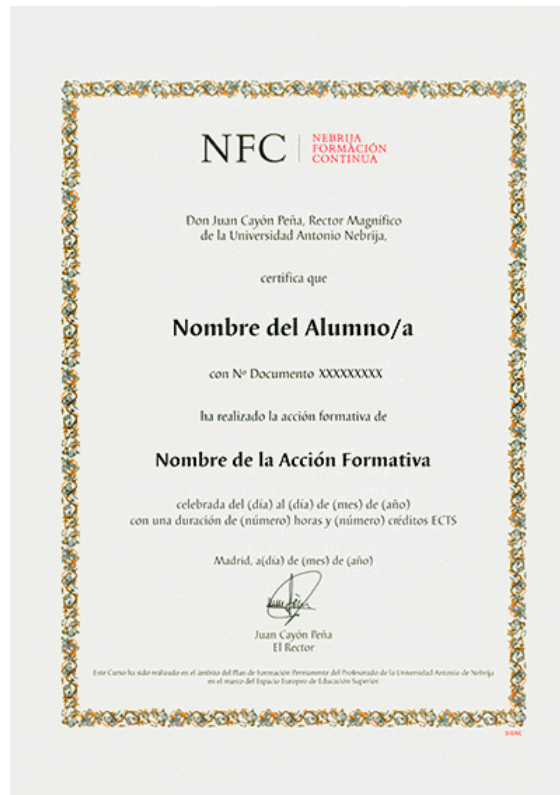 NFC
NEBRIJA
FORMACIÓN
CONTINUA
Don Juan Cayón Peña, Rector Magnífico
de la Universidad Antonio Nebrija,
certifica que
Nombre del Alumno/a
con Nº Documento XXXXXXXXX
ha realizado la acción formativa de
Nombre de la Acción Formativa
celebrada del (día) al (día) de (mes) de (año)
con una duración de (número) horas y (número) créditos ECTS
Madrid, a(día) de (mes) de (año)
Juan Cayón Peña
El Rector
Este Curso ha sido realizado en el ámbito del Plan de Formación Permanente del Profesorado de la Universidad Antonio de Nebrija
en el marco del Espacio Europeo de Educación Superior.